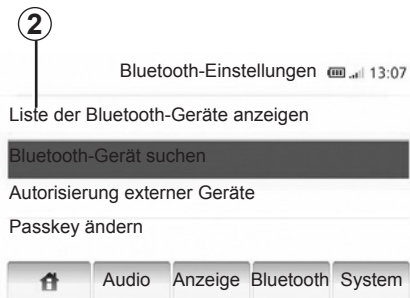 2
Bluetooth-Einstellungen 13:07
Liste der Bluetooth-Geräte anzeigen
Bluetooth-Gerät suchen
Autorisierung externer Geräte
Passkey ändern
Audio Anzeige Bluetooth System